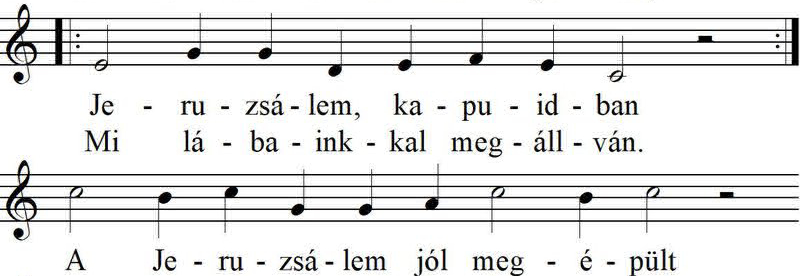 Je - ru - zsá - lem, ka - pu - id - ban
Mi lá - ba - ink - kal meg - áll - ván.
A Je - ru - zsá - lem jól meg - é - pült